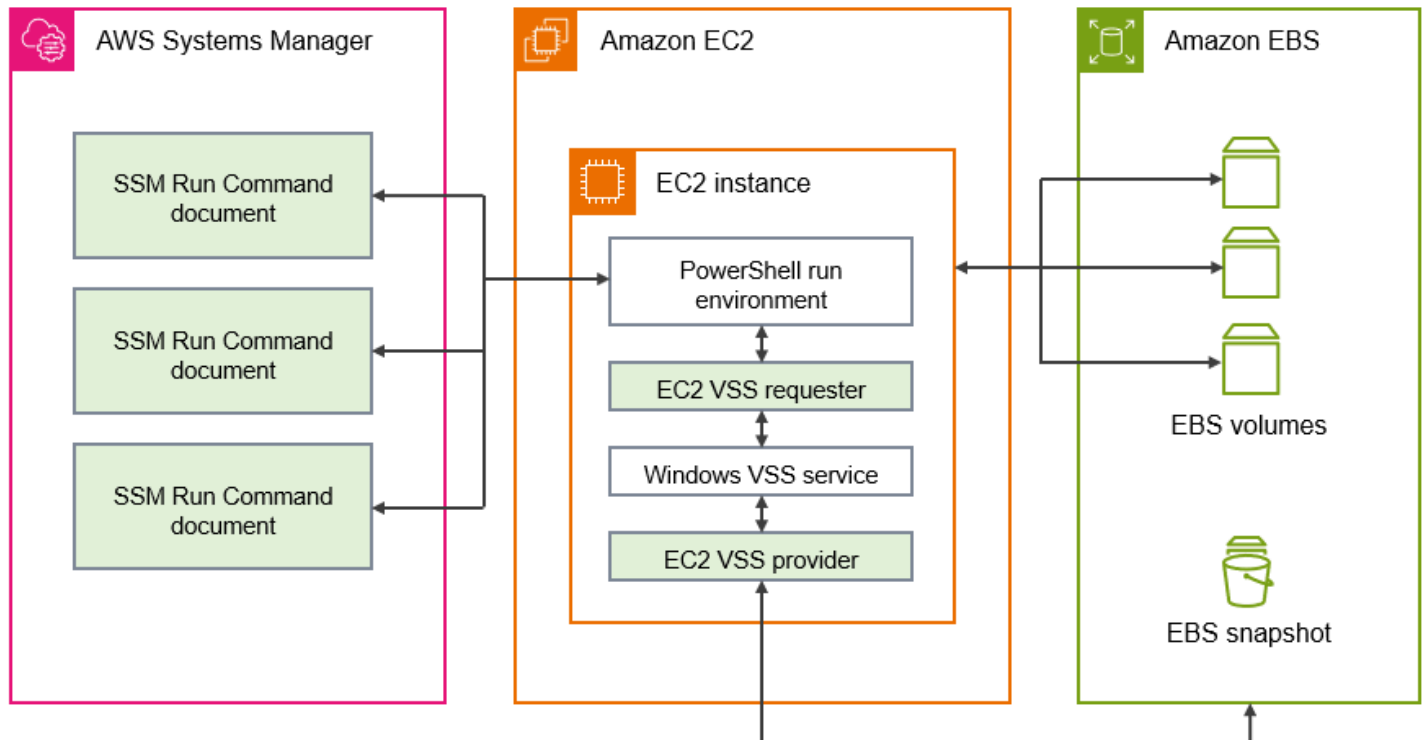 AWS Systems Manager
SSM Run Command
document
SSM Run Command
document
SSM Run Command
document
Amazon EC2
EC2 instance
PowerShell run
environment
EC2 VSS requester
Windows VSS service
EC2 VSS provider
Amazon EBS
EBS volumes
EBS snapshot